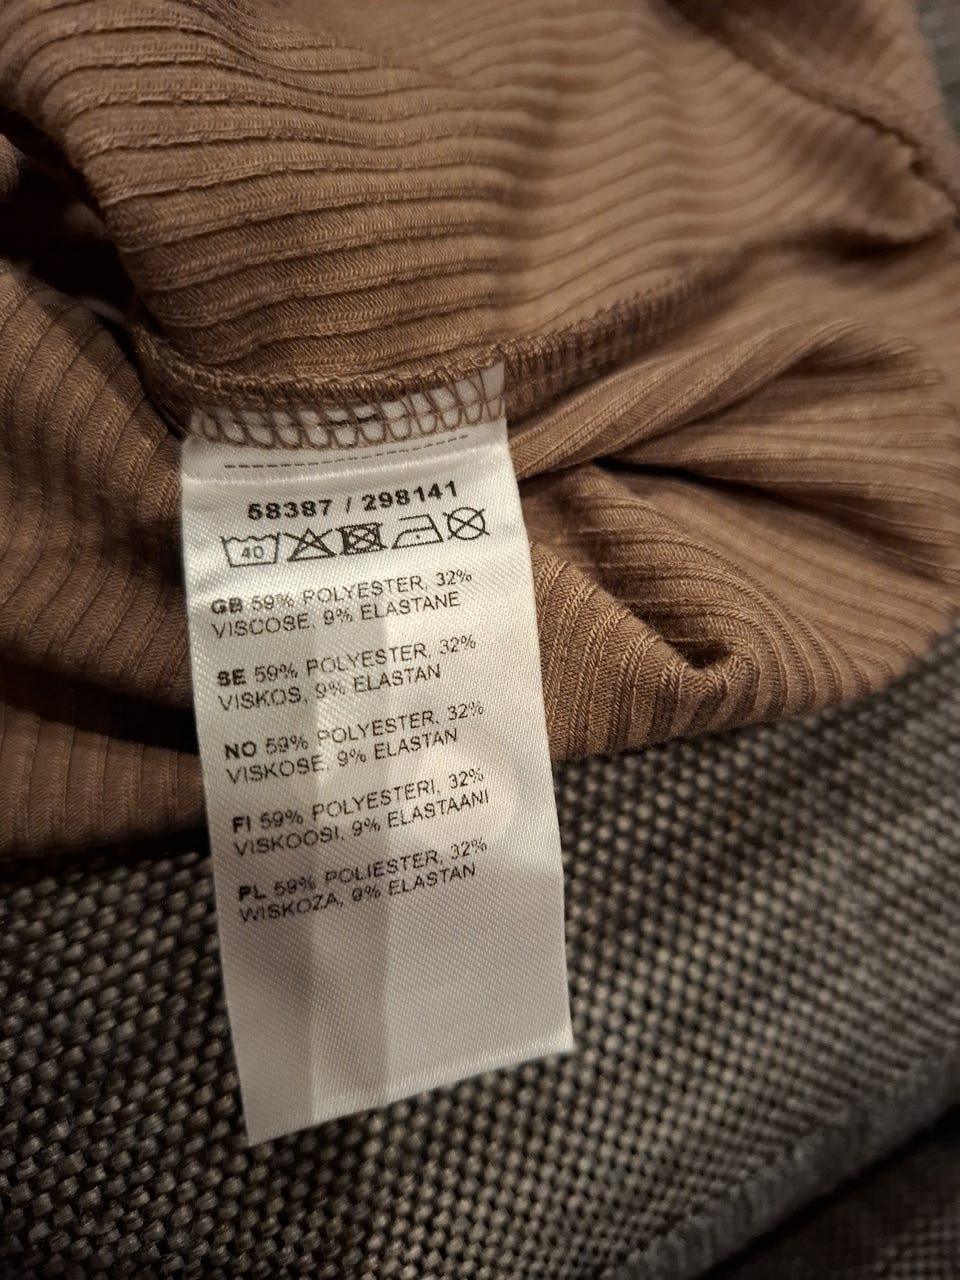 58387 / 298141
40
GB 59% POLYESTER, 32%
VISCOSE, 9% ELASTANE
SE 59% POLYESTER, 32%
VISKOS, 9% ELASTAN
NO 59% POLYESTER, 32%
VISKOSE, 9% ELASTAN
FI 59% POLYESTERI, 32%
VISKOOSI, 9% ELASTAANI
PL 59% POLIESTER, 32%
WISKOZA, 9% ELASTAN